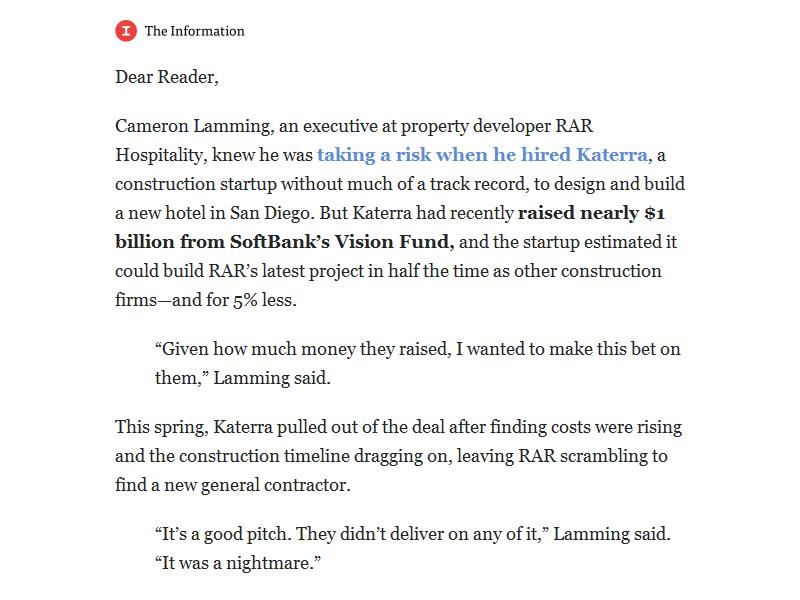 I The Information
Dear Reader,
Cameron Lamming, an executive at property developer RAR
Hospitality, knew he was taking a risk when he hired Katerra, a
construction startup without much of a track record, to design and build
a new hotel in San Diego. But Katerra had recently raised nearly $1
billion from SoftBank’s Vision Fund, and the startup estimated it
could build RAR’s latest project in half the time as other construction
firms—and for 5% less.
“Given how much money they raised, I wanted to make this bet on
them,” Lamming said.
This spring, Katerra pulled out of the deal after finding costs were rising
and the construction timeline dragging on, leaving RAR scrambling to
find a new general contractor.
“It’s a good pitch. They didn’t deliver on any of it,” Lamming said.
“It was a nightmare.”